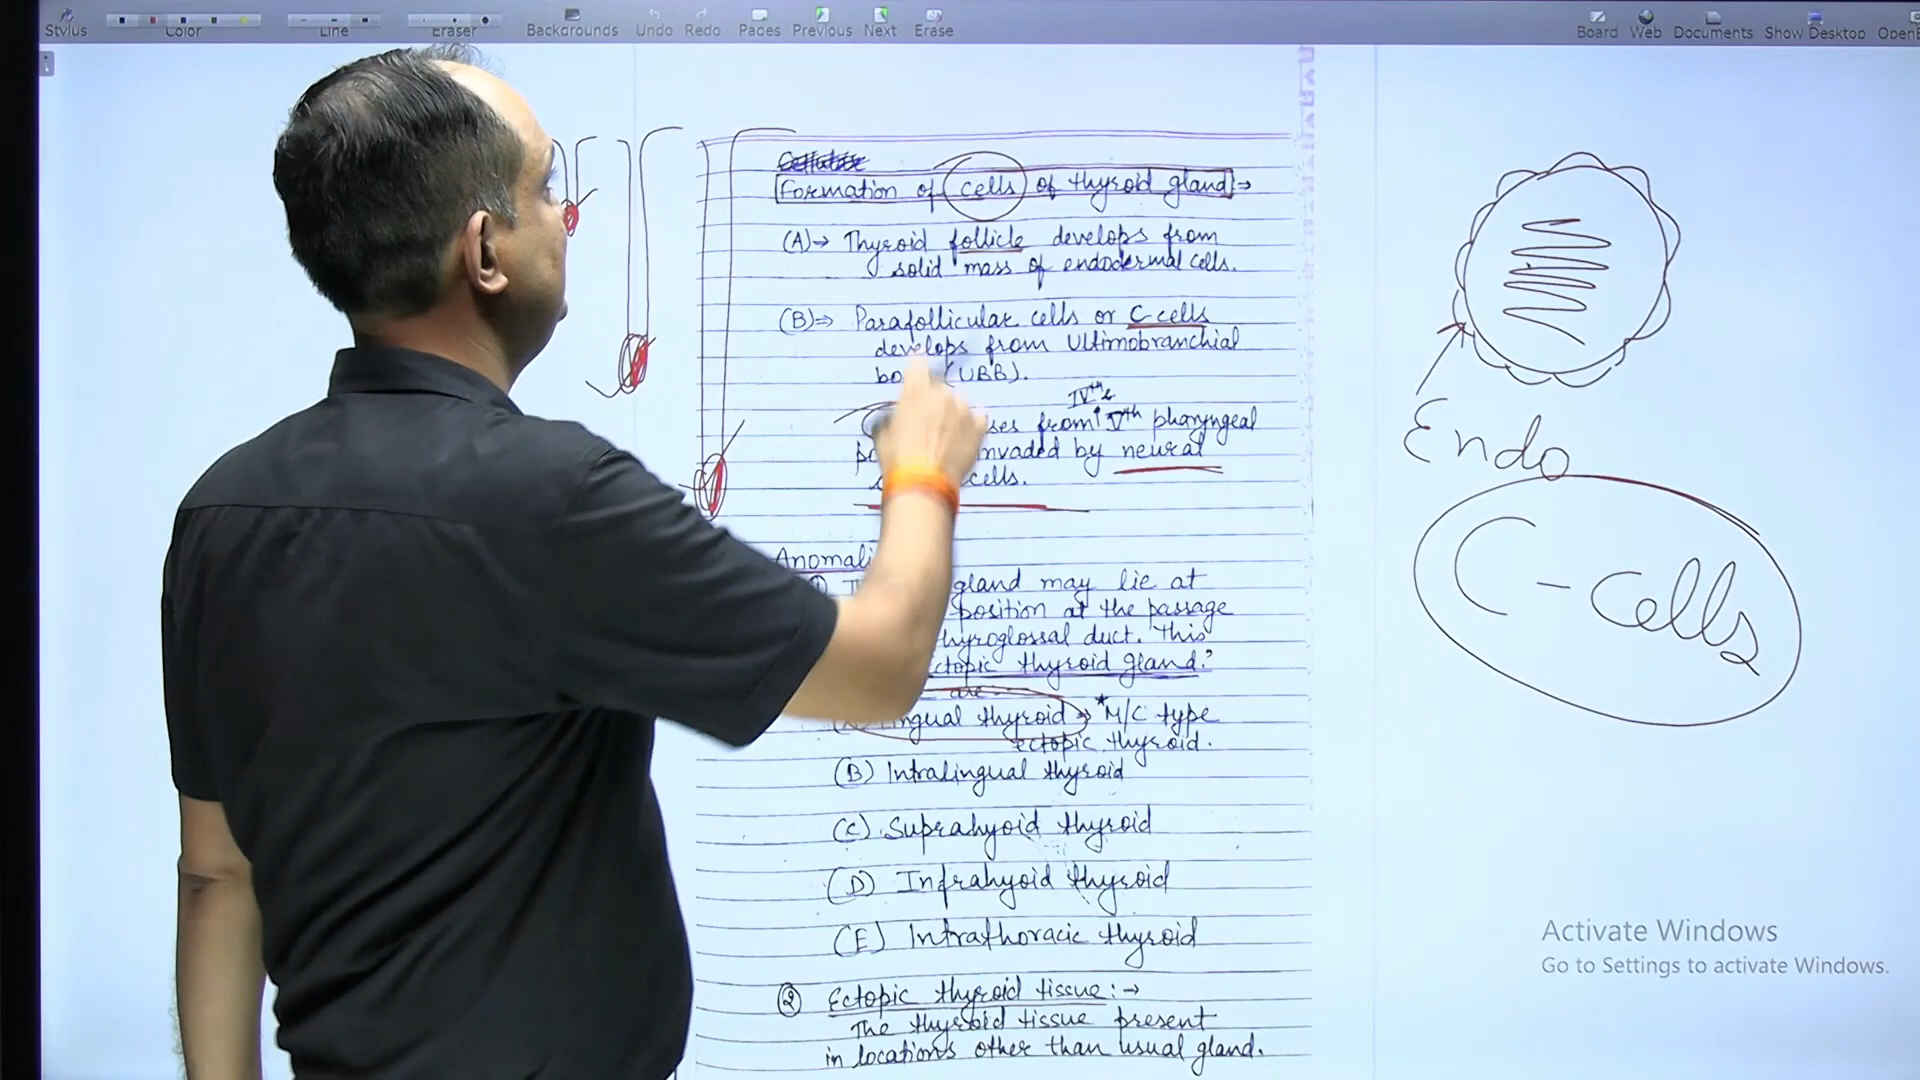 Stylus Color Line Eraser Backgrounds Undo Redo Pages Previous Next Erase Board Web Documents Show Desktop
Formation of cells of thyroid gland :→
(A)→ Thyroid follicle develops from
solid mass of endodermal cells.
(B)⇒ Parafollicular cells or C-cells
develops from Ultimobranchial
(UBB).
IVth &
from Vth pharyngeal
invaded by neural
cells.
gland may lie at
position at the passage
thyroglossal duct. This
ectopic thyroid gland."
are
Lingual thyroid → *M/C type
ectopic thyroid.
(B) Intralingual thyroid
(C) Suprahyoid thyroid
(D) Infrahyoid thyroid
(E) Intrathoracic thyroid
② Ectopic thyroid tissue :→
The thyroid tissue present
in locations other than usual gland.
Endo
C-cells
Activate Windows
Go to Settings to activate Windows.